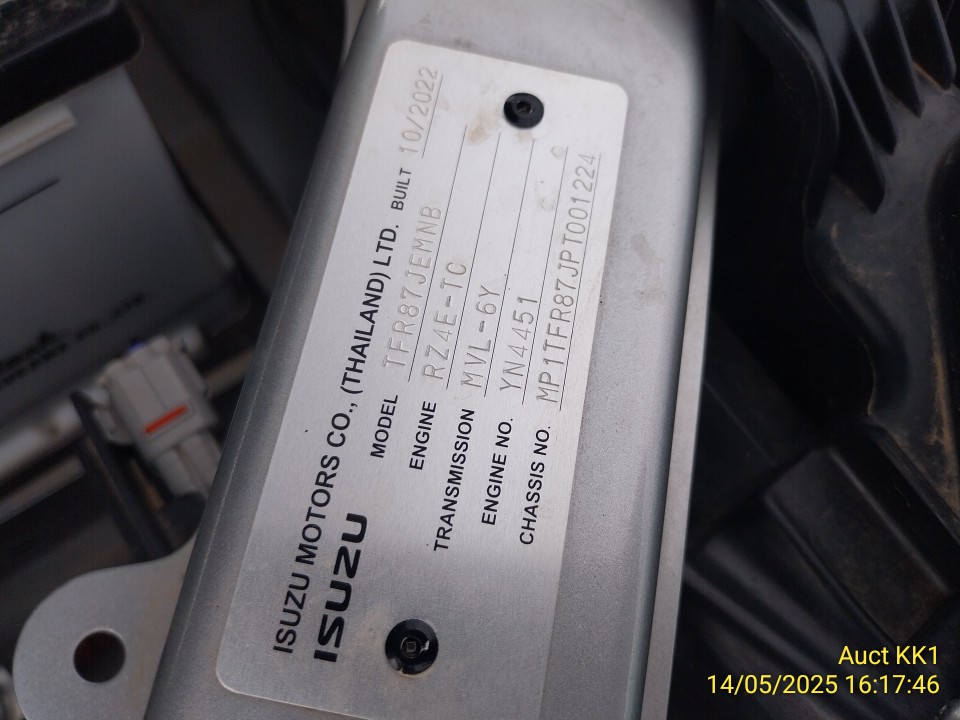 ISUZU MOTORS CO., (THAILAND) LTD. BUILT 10/2022
ISUZU
MODEL TFR87JEMNB
ENGINE RZ4E-TC
TRANSMISSION MVL-6Y
ENGINE NO. YN4451
CHASSIS NO. MP1TFR87JPT001224
Auct KK1
14/05/2025 16:17:46